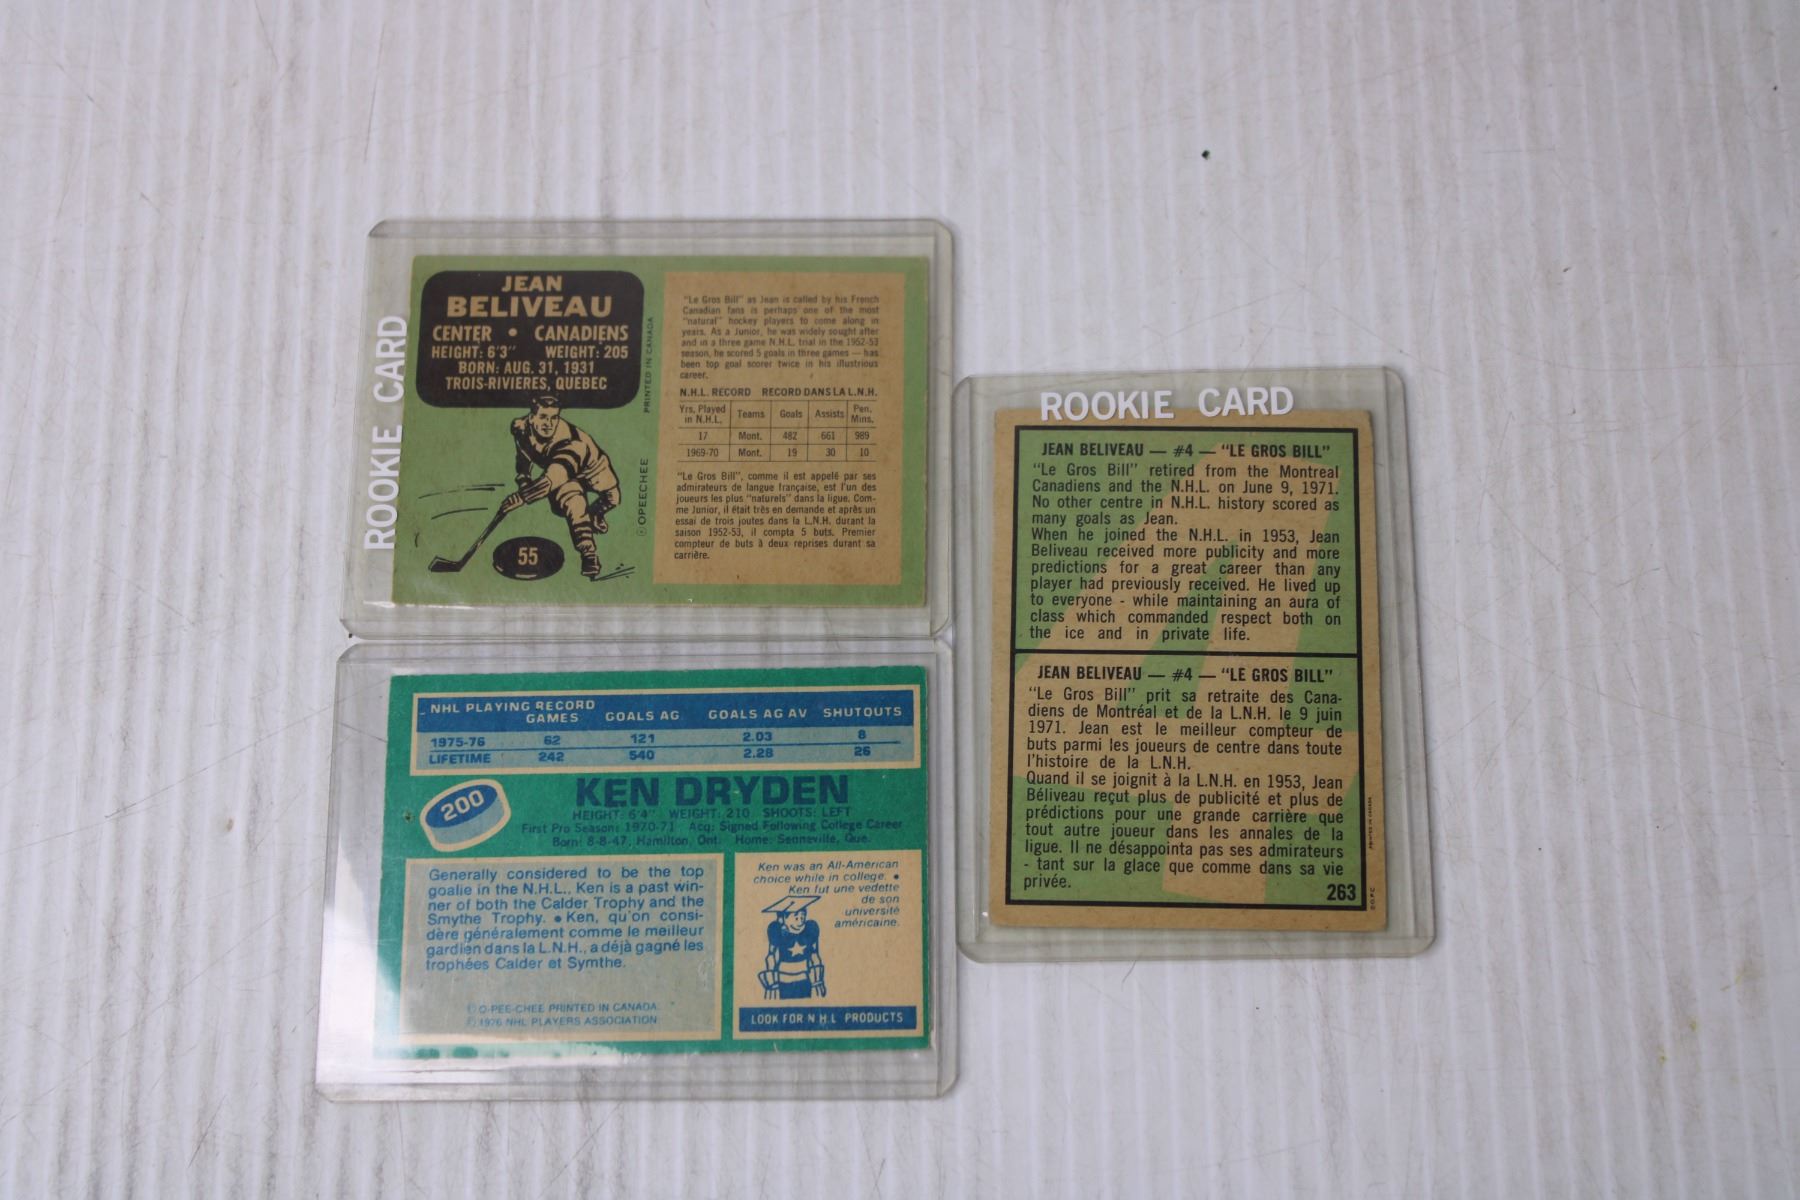 ROOKIE CARD
JEAN
BELIVEAU
CENTER • CANADIENS
HEIGHT: 6'3" WEIGHT: 205
BORN: AUG. 31, 1931
TROIS-RIVIERES, QUEBEC
55
© OPEECHEE PRINTED IN CANADA
"Le Gros Bill" as Jean is called by his French
Canadian fans is perhaps one of the most
"natural" hockey players to come along in
years. As a Junior, he was widely sought after
and in a three game N.H.L. trial in the 1952-53
season, he scored 5 goals in three games — has
been top goal scorer twice in his illustrious
career.
N.H.L. RECORD RECORD DANS LA L.N.H.
Yrs. Played in N.H.L. Teams Goals Assists Pen. Mins.
17 Mont. 482 661 989
1969-70 Mont. 19 30 10
"Le Gros Bill", comme il est appelé par ses
admirateurs de langue française, est l'un des
joueurs les plus "naturels" dans la ligue. Com-
me Junior, il était très en demande et après un
essai de trois joutes dans la L.N.H. durant la
saison 1952-53, il compta 5 buts. Premier
compteur de buts à deux reprises durant sa
carrière.
NHL PLAYING RECORD
GAMES GOALS AG GOALS AG AV SHUTOUTS
1975-76 62 121 2.03 8
LIFETIME 242 540 2.28 26
200
KEN DRYDEN
HEIGHT: 6'4" WEIGHT: 210 SHOOTS: LEFT
First Pro Season: 1970-71 Acq: Signed Following College Career
Born: 8-8-47, Hamilton, Ont. Home: Senneville, Que.
Generally considered to be the top
goalie in the N.H.L., Ken is a past win-
ner of both the Calder Trophy and the
Smythe Trophy. • Ken, qu'on consi-
dère généralement comme le meilleur
gardien dans la L.N.H., a déjà gagné les
trophées Calder et Symthe.
© O-PEE-CHEE PRINTED IN CANADA
© 1976 NHL PLAYERS ASSOCIATION
Ken was an All-American
choice while in college. •
Ken fut une vedette
de son
université
américaine.
LOOK FOR N.H.L PRODUCTS
ROOKIE CARD
JEAN BELIVEAU — #4 — "LE GROS BILL"
"Le Gros Bill" retired from the Montreal
Canadiens and the N.H.L. on June 9, 1971.
No other centre in N.H.L. history scored as
many goals as Jean.
When he joined the N.H.L. in 1953, Jean
Beliveau received more publicity and more
predictions for a great career than any
player had previously received. He lived up
to everyone - while maintaining an aura of
class which commanded respect both on
the ice and in private life.
JEAN BELIVEAU — #4 — "LE GROS BILL"
"Le Gros Bill" prit sa retraite des Cana-
diens de Montréal et de la L.N.H. le 9 juin
1971. Jean est le meilleur compteur de
buts parmi les joueurs de centre dans toute
l'histoire de la L.N.H.
Quand il se joignit à la L.N.H. en 1953, Jean
Béliveau reçut plus de publicité et plus de
prédictions pour une grande carrière que
tout autre joueur dans les annales de la
ligue. Il ne désappointa pas ses admirateurs
- tant sur la glace que comme dans sa vie
privée.
263
PRINTED IN CANADA